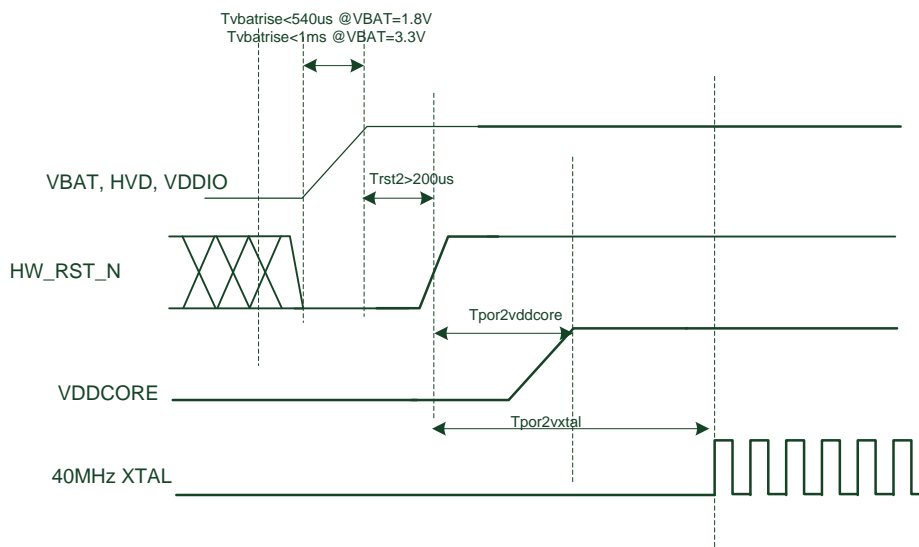 Tvbatrise<540us @VBAT=1.8V
Tvbatrise<1ms @VBAT=3.3V
VBAT, HVD, VDDIO
Trst2>200us
HW_RST_N
Tpor2vddcore
VDDCORE
Tpor2vxtal
40MHz XTAL